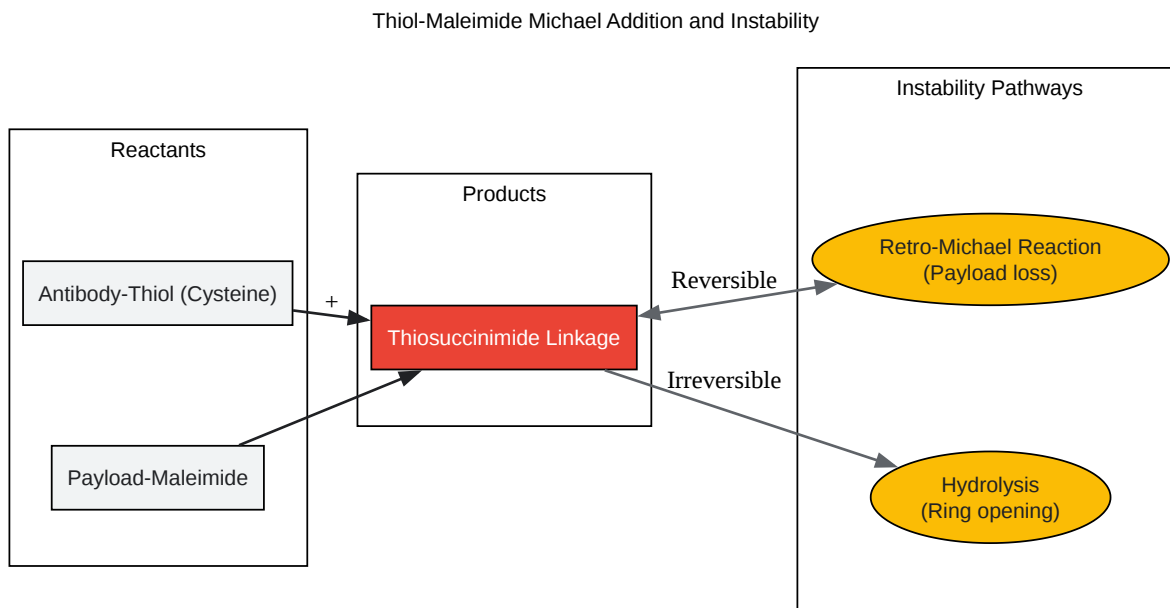 Thiol-Maleimide Michael Addition and Instability
Reactants
Antibody-Thiol (Cysteine)
+
Payload-Maleimide
Products
Thiosuccinimide Linkage
Reversible
Irreversible
Instability Pathways
Retro-Michael Reaction
(Payload loss)
Hydrolysis
(Ring opening)